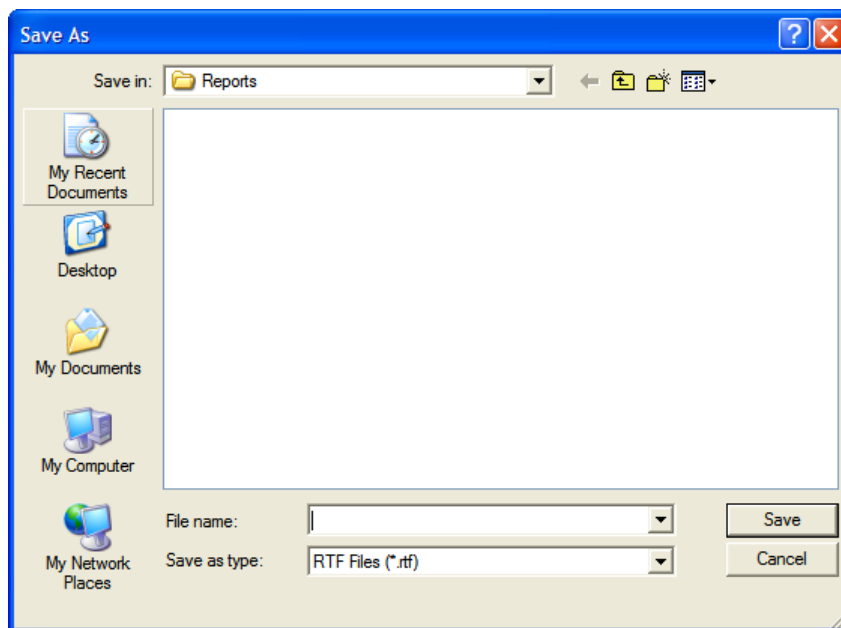 Save As
Save in:
Reports
My Recent
Documents
Desktop
My Documents
My Computer
My Network
Places
File name:
Save
Save as type:
RTF Files (*.rtf)
Cancel